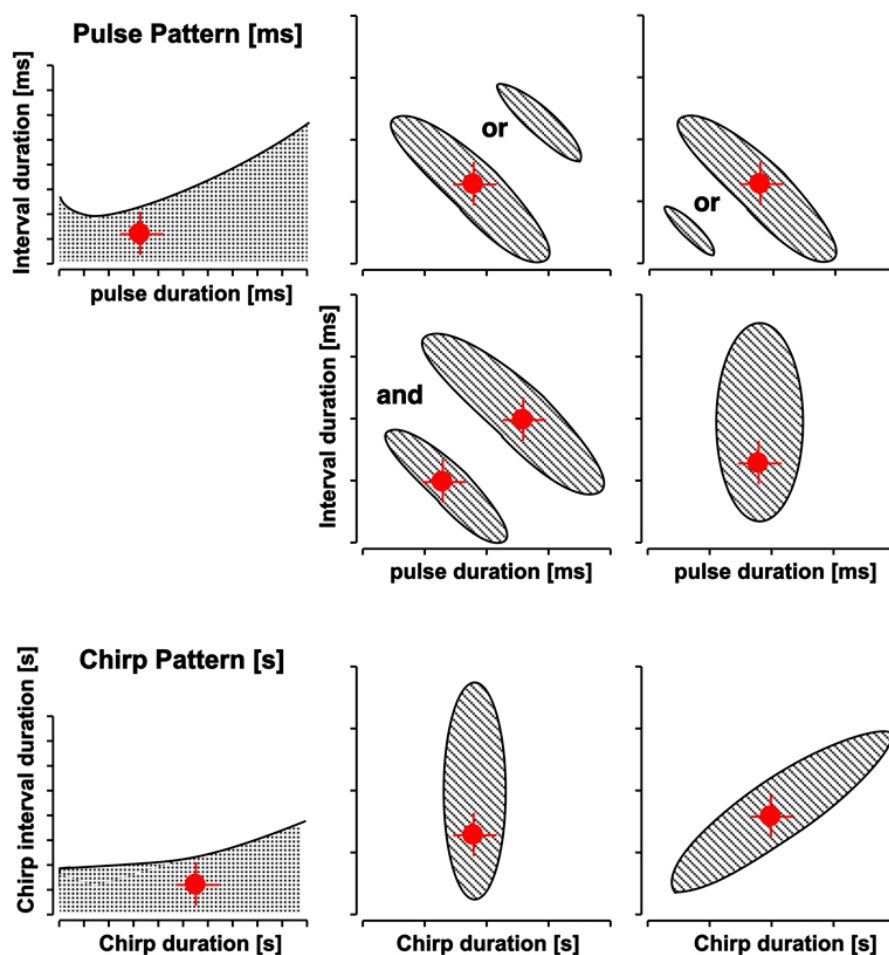 Pulse Pattern [ms]
Interval duration [ms]
pulse duration [ms]
or
or
Interval duration [ms]
and
pulse duration [ms]
pulse duration [ms]
Chirp Pattern [s]
Chirp interval duration [s]
Chirp duration [s]
Chirp duration [s]
Chirp duration [s]